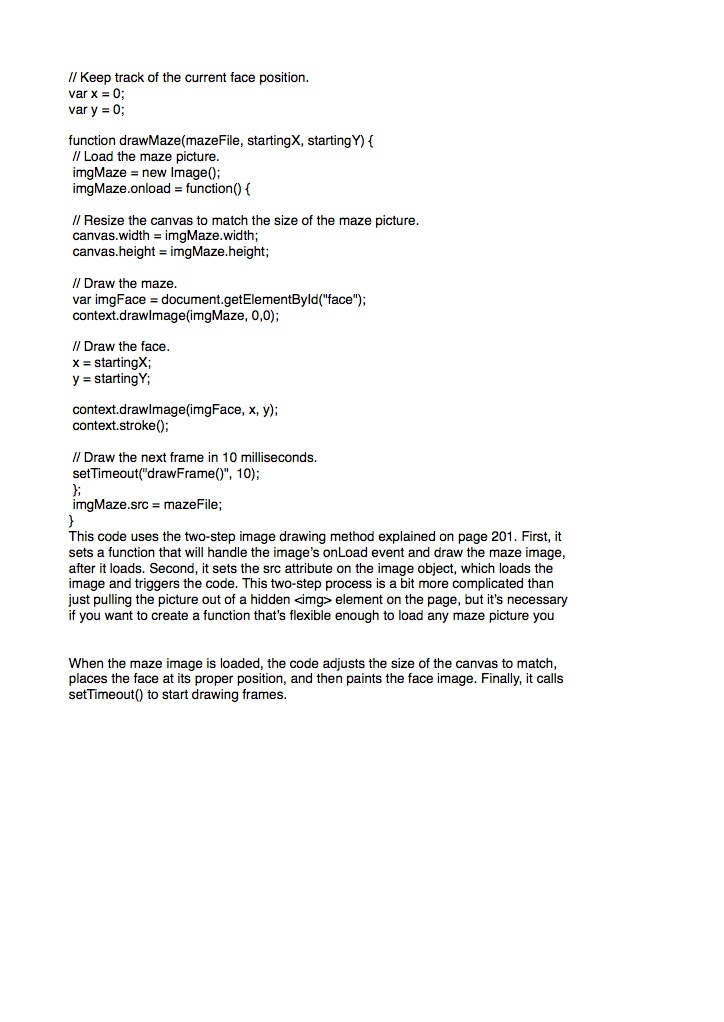 // Keep track of the current face position.
var x = 0;
var y = 0;
function drawMaze(mazeFile, startingX, startingY) {
// Load the maze picture.
imgMaze = new Image();
imgMaze.onload = function() {
// Resize the canvas to match the size of the maze picture.
canvas.width = imgMaze.width;
canvas.height = imgMaze.height;
// Draw the maze.
var imgFace = document.getElementById("face");
context.drawImage(imgMaze, 0,0);
// Draw the face.
x = startingX;
y = startingY;
context.drawImage(imgFace, x, y);
context.stroke();
// Draw the next frame in 10 milliseconds.
setTimeout("drawFrame()", 10);
};
imgMaze.src = mazeFile;
}
This code uses the two-step image drawing method explained on page 201. First, it
sets a function that will handle the image's onLoad event and draw the maze image,
after it loads. Second, it sets the src attribute on the image object, which loads the
image and triggers the code. This two-step process is a bit more complicated than
just pulling the picture out of a hidden <img> element on the page, but it's necessary
if you want to create a function that's flexible enough to load any maze picture you
When the maze image is loaded, the code adjusts the size of the canvas to match,
places the face at its proper position, and then paints the face image. Finally, it calls
setTimeout() to start drawing frames.